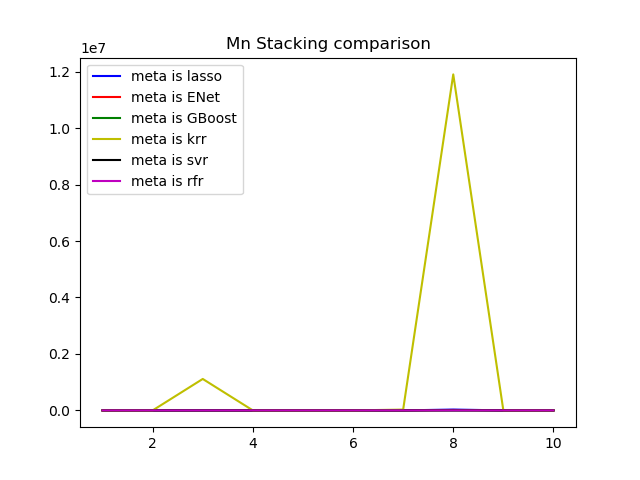 Mn Stacking comparison
1e7
meta is lasso
meta is ENet
meta is GBoost
meta is krr
meta is svr
meta is rfr
1.2
1.0
0.8
0.6
0.4
0.2
0.0
2 4 6 8 10